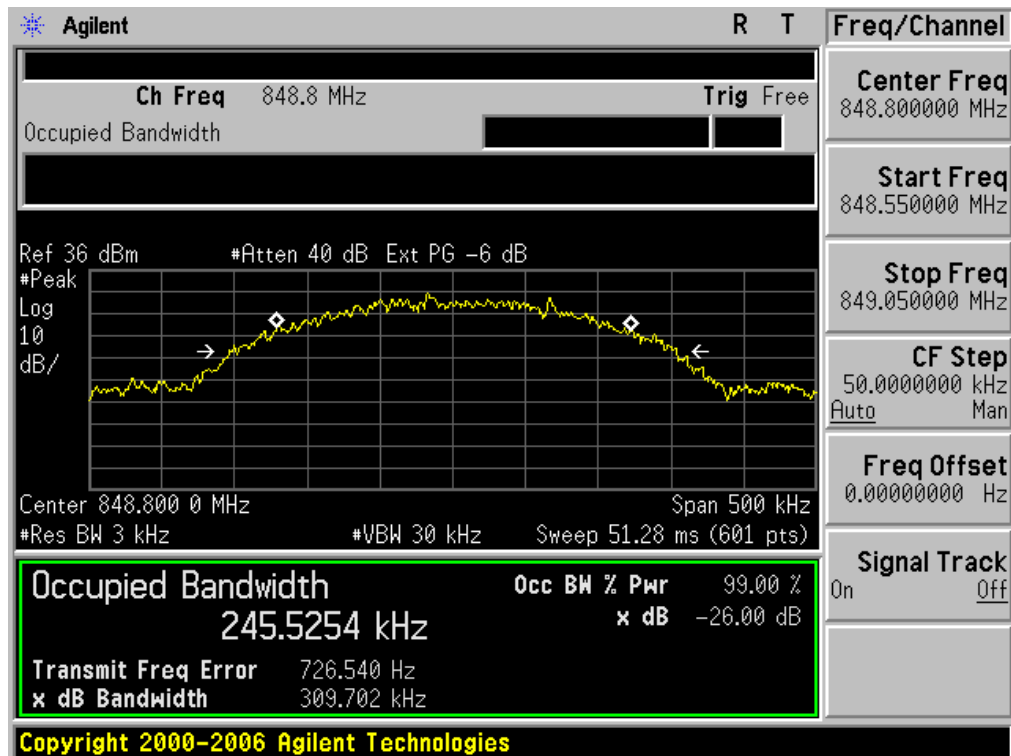 Agilent R T
Ch Freq 848.8 MHz Trig Free
Occupied Bandwidth
Ref 36 dBm #Atten 40 dB Ext PG -6 dB
#Peak
Log
10
dB/
Center 848.800 0 MHz Span 500 kHz
#Res BW 3 kHz #VBW 30 kHz Sweep 51.28 ms (601 pts)
Occupied Bandwidth Occ BW % Pwr 99.00 %
245.5254 kHz x dB -26.00 dB
Transmit Freq Error 726.540 Hz
x dB Bandwidth 309.702 kHz
Copyright 2000-2006 Agilent Technologies
Freq/Channel
Center Freq
848.800000 MHz
Start Freq
848.550000 MHz
Stop Freq
849.050000 MHz
CF Step
50.0000000 kHz
Auto Man
Freq Offset
0.00000000 Hz
Signal Track
On Off